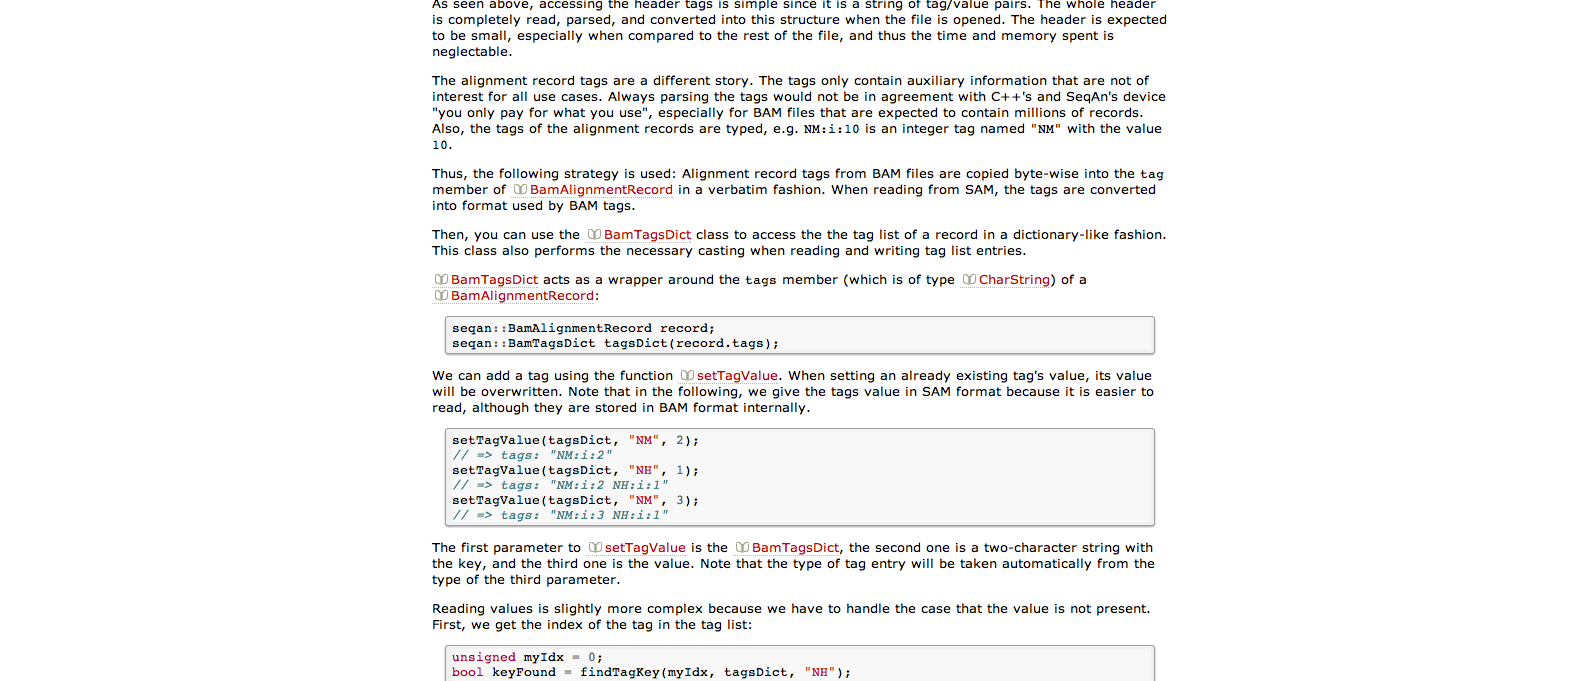 As seen above, accessing the header tags is simple since it is a string of tag/value pairs. The whole header
is completely read, parsed, and converted into this structure when the file is opened. The header is expected
to be small, especially when compared to the rest of the file, and thus the time and memory spent is
neglectable.
The alignment record tags are a different story. The tags only contain auxiliary information that are not of
interest for all use cases. Always parsing the tags would not be in agreement with C++'s and SeqAn's device
"you only pay for what you use", especially for BAM files that are expected to contain millions of records.
Also, the tags of the alignment records are typed, e.g. NM:i:10 is an integer tag named "NM" with the value
10.
Thus, the following strategy is used: Alignment record tags from BAM files are copied byte-wise into the tag
member of BamAlignmentRecord in a verbatim fashion. When reading from SAM, the tags are converted
into format used by BAM tags.
Then, you can use the BamTagsDict class to access the the tag list of a record in a dictionary-like fashion.
This class also performs the necessary casting when reading and writing tag list entries.
BamTagsDict acts as a wrapper around the tags member (which is of type CharString) of a
BamAlignmentRecord:
seqan::BamAlignmentRecord record;
seqan::BamTagsDict tagsDict(record.tags);
We can add a tag using the function setTagValue. When setting an already existing tag's value, its value
will be overwritten. Note that in the following, we give the tags value in SAM format because it is easier to
read, although they are stored in BAM format internally.
setTagValue(tagsDict, "NM", 2);
// => tags: "NM:i:2"
setTagValue(tagsDict, "NH", 1);
// => tags: "NM:i:2 NH:i:1"
setTagValue(tagsDict, "NM", 3);
// => tags: "NM:i:3 NH:i:1"
The first parameter to setTagValue is the BamTagsDict, the second one is a two-character string with
the key, and the third one is the value. Note that the type of tag entry will be taken automatically from the
type of the third parameter.
Reading values is slightly more complex because we have to handle the case that the value is not present.
First, we get the index of the tag in the tag list:
unsigned myIdx = 0;
bool keyFound = findTagKey(myIdx, tagsDict, "NH");